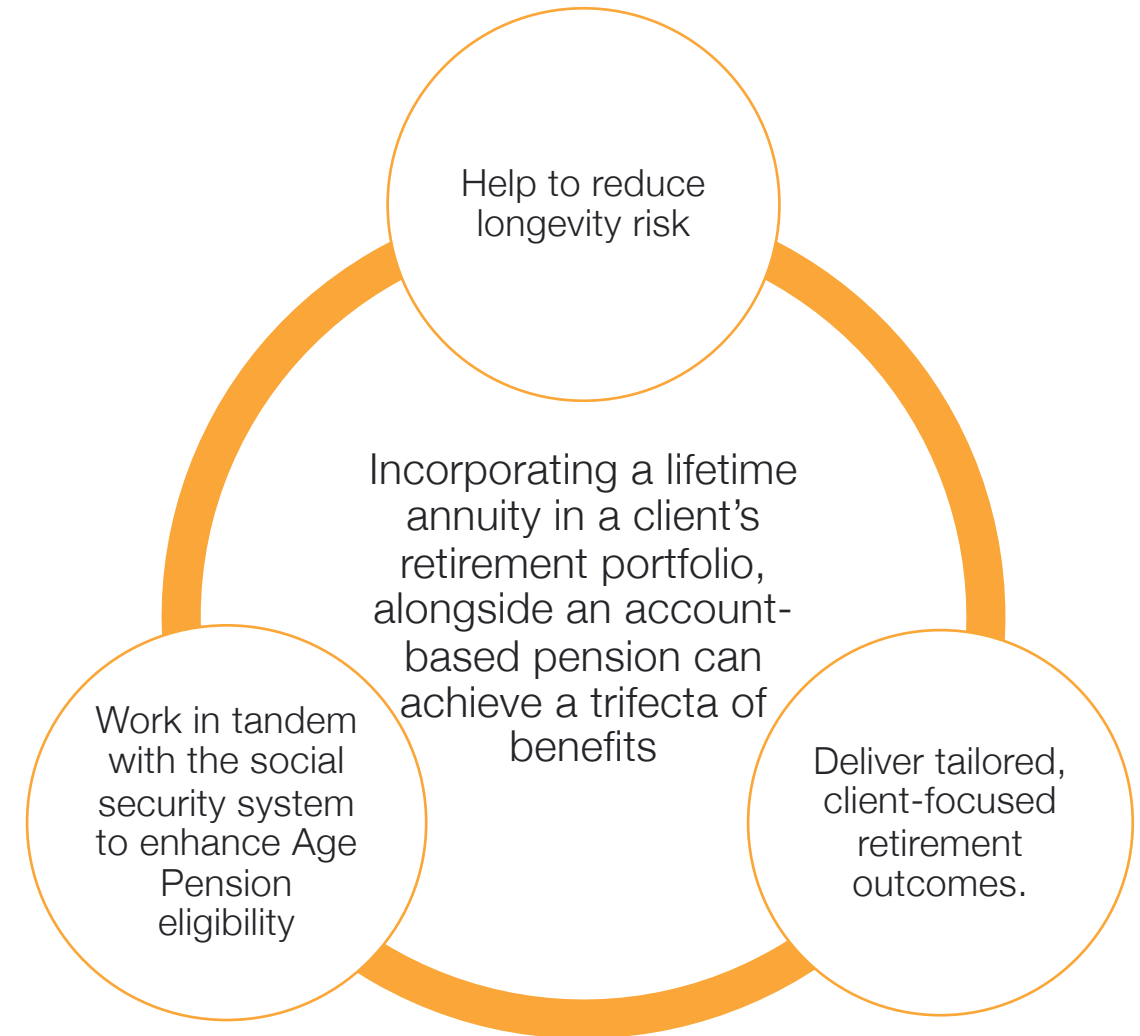 Help to reduce
longevity risk
Incorporating a lifetime
annuity in a client’s
retirement portfolio,
alongside an account-
based pension can
achieve a trifecta of
benefits
Work in tandem
with the social
security system
to enhance Age
Pension
eligibility
Deliver tailored,
client-focused
retirement
outcomes.